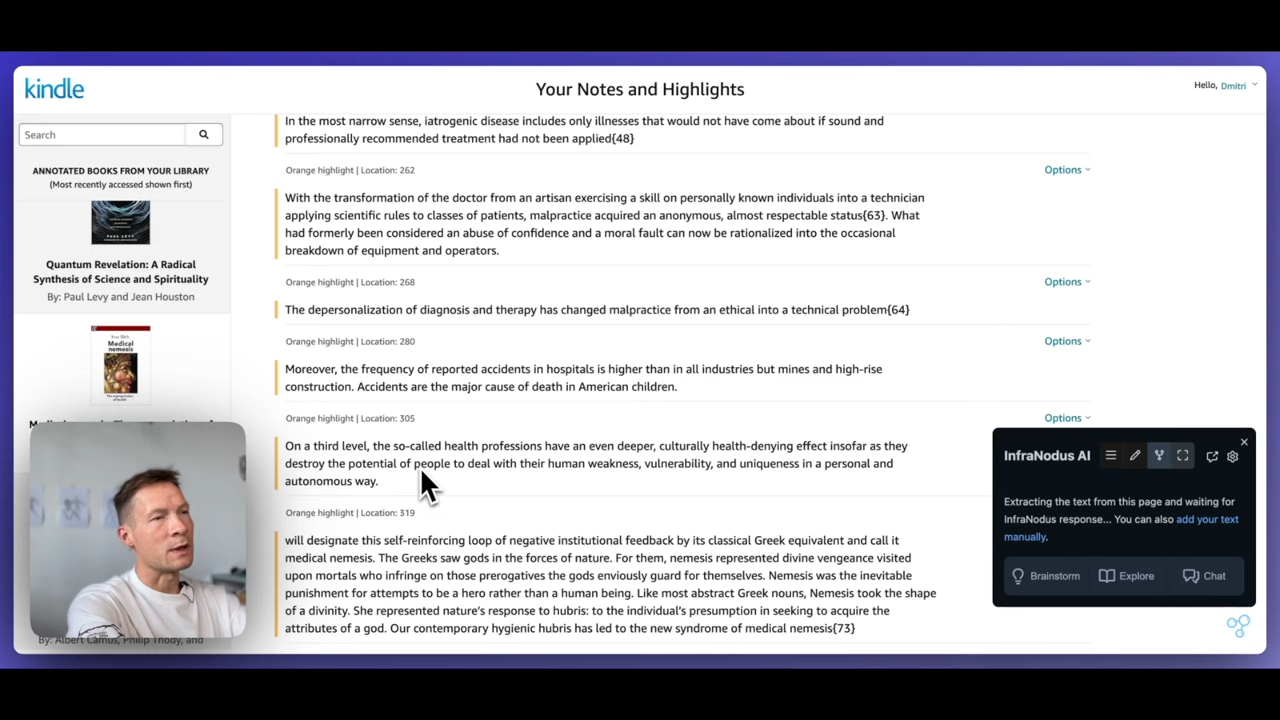 kindle
Your Notes and Highlights
Hello, Dmitri
Search
ANNOTATED BOOKS FROM YOUR LIBRARY
(Most recently accessed shown first)
PAUL LEVY
Quantum Revelation: A Radical
Synthesis of Science and Spirituality
By: Paul Levy and Jean Houston
Medical
nemesis
By: Albert Camus, Philip Thody, and
In the most narrow sense, iatrogenic disease includes only illnesses that would not have come about if sound and
professionally recommended treatment had not been applied{48}
Orange highlight | Location: 262
Options
With the transformation of the doctor from an artisan exercising a skill on personally known individuals into a technician
applying scientific rules to classes of patients, malpractice acquired an anonymous, almost respectable status{63}. What
had formerly been considered an abuse of confidence and a moral fault can now be rationalized into the occasional
breakdown of equipment and operators.
Orange highlight | Location: 268
Options
The depersonalization of diagnosis and therapy has changed malpractice from an ethical into a technical problem{64}
Orange highlight | Location: 280
Options
Moreover, the frequency of reported accidents in hospitals is higher than in all industries but mines and high-rise
construction. Accidents are the major cause of death in American children.
Orange highlight | Location: 305
Options
On a third level, the so-called health professions have an even deeper, culturally health-denying effect insofar as they
destroy the potential of people to deal with their human weakness, vulnerability, and uniqueness in a personal and
autonomous way.
Orange highlight | Location: 319
will designate this self-reinforcing loop of negative institutional feedback by its classical Greek equivalent and call it
medical nemesis. The Greeks saw gods in the forces of nature. For them, nemesis represented divine vengeance visited
upon mortals who infringe on those prerogatives the gods enviously guard for themselves. Nemesis was the inevitable
punishment for attempts to be a hero rather than a human being. Like most abstract Greek nouns, Nemesis took the shape
of a divinity. She represented nature's response to hubris: to the individual's presumption in seeking to acquire the
attributes of a god. Our contemporary hygienic hubris has led to the new syndrome of medical nemesis{73}
InfraNodus AI
Extracting the text from this page and waiting for
InfraNodus response... You can also add your text
manually.
Brainstorm
Explore
Chat